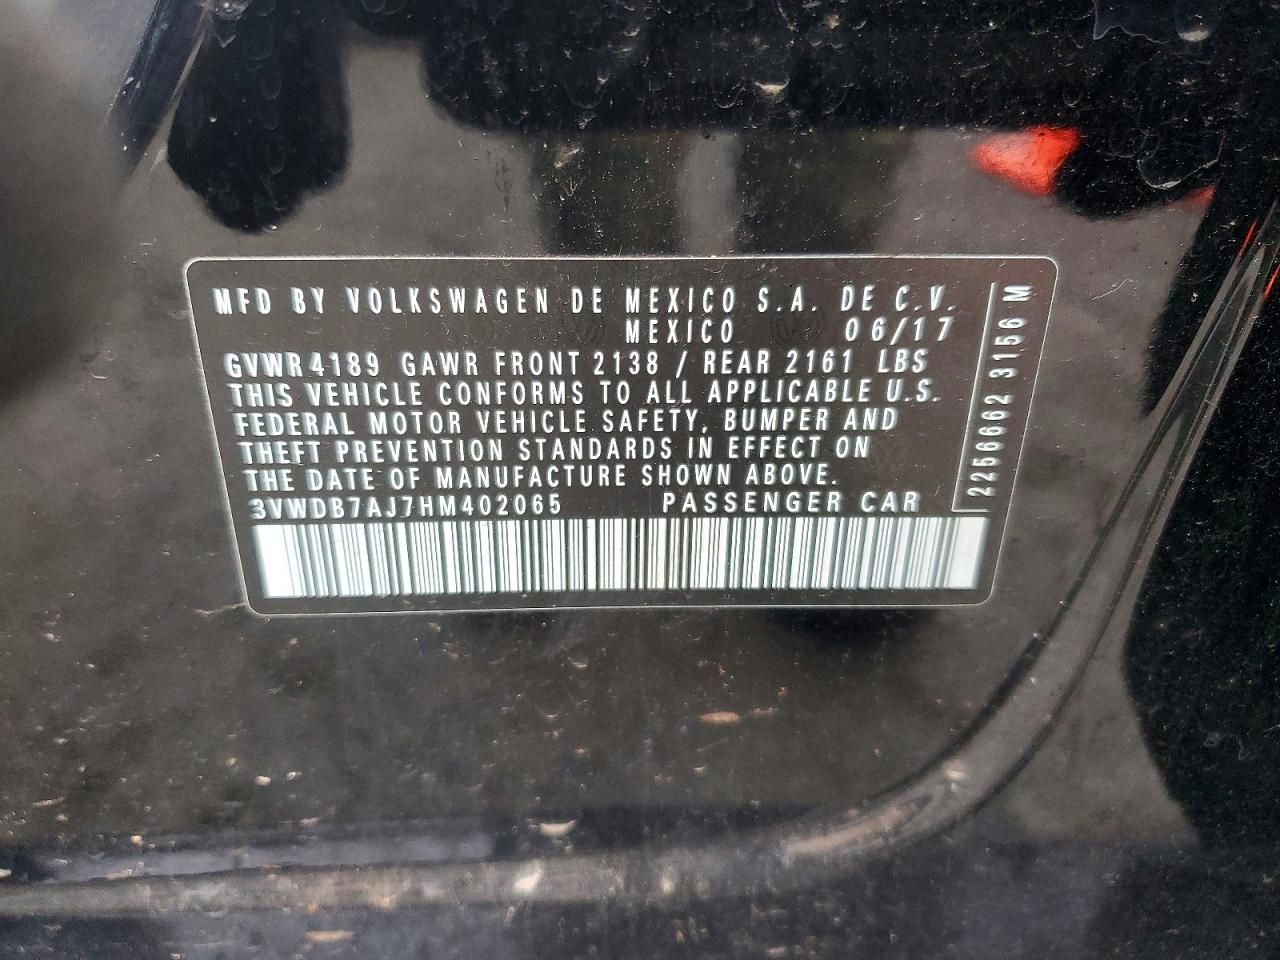 MFD BY VOLKSWAGEN DE MEXICO S.A. DE C.V.
MEXICO 06/17
GVWR 4189 GAWR FRONT 2138 / REAR 2161 LBS
THIS VEHICLE CONFORMS TO ALL APPLICABLE U.S.
FEDERAL MOTOR VEHICLE SAFETY, BUMPER AND
THEFT PREVENTION STANDARDS IN EFFECT ON
THE DATE OF MANUFACTURE SHOWN ABOVE.
3VWDB7AJ7HM402065 PASSENGER CAR
2256662 3156 M